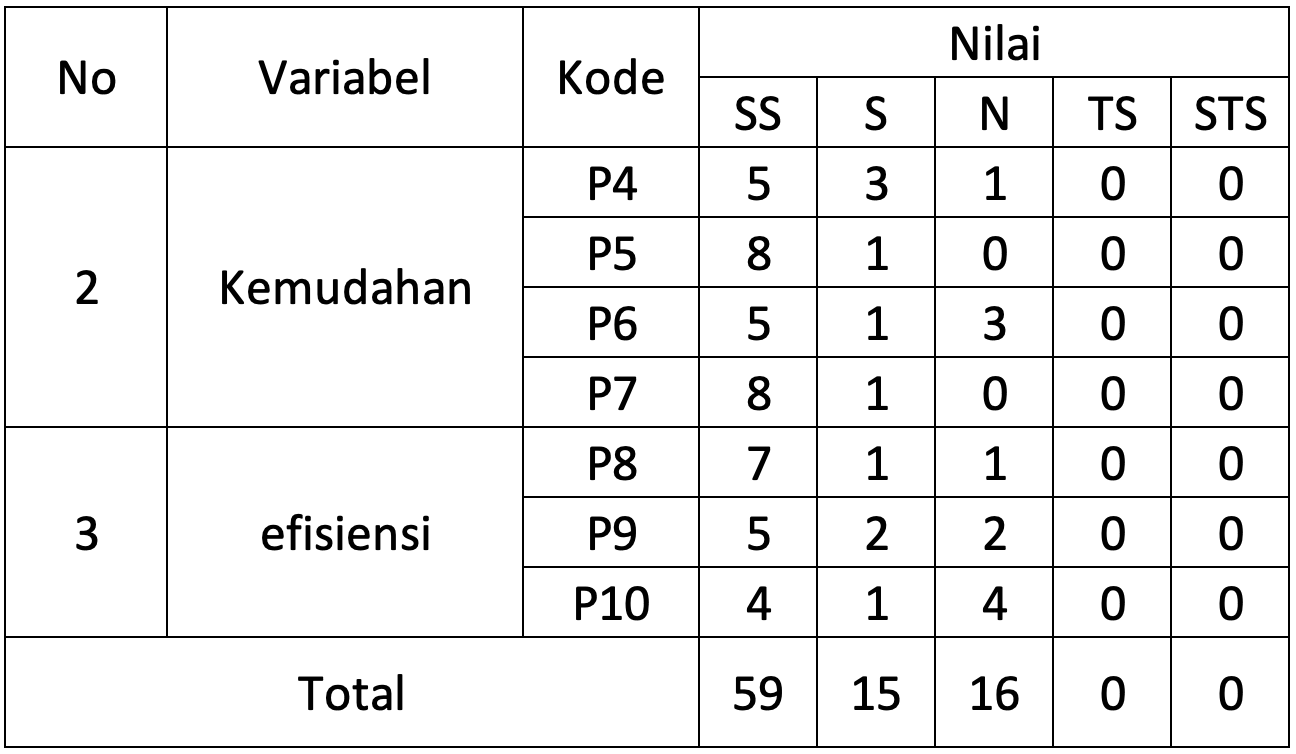 No Variabel Kode Nilai
SS S N TS STS
2 Kemudahan P4 5 3 1 0 0
P5 8 1 0 0 0
P6 5 1 3 0 0
P7 8 1 0 0 0
3 efisiensi P8 7 1 1 0 0
P9 5 2 2 0 0
P10 4 1 4 0 0
Total 59 15 16 0 0